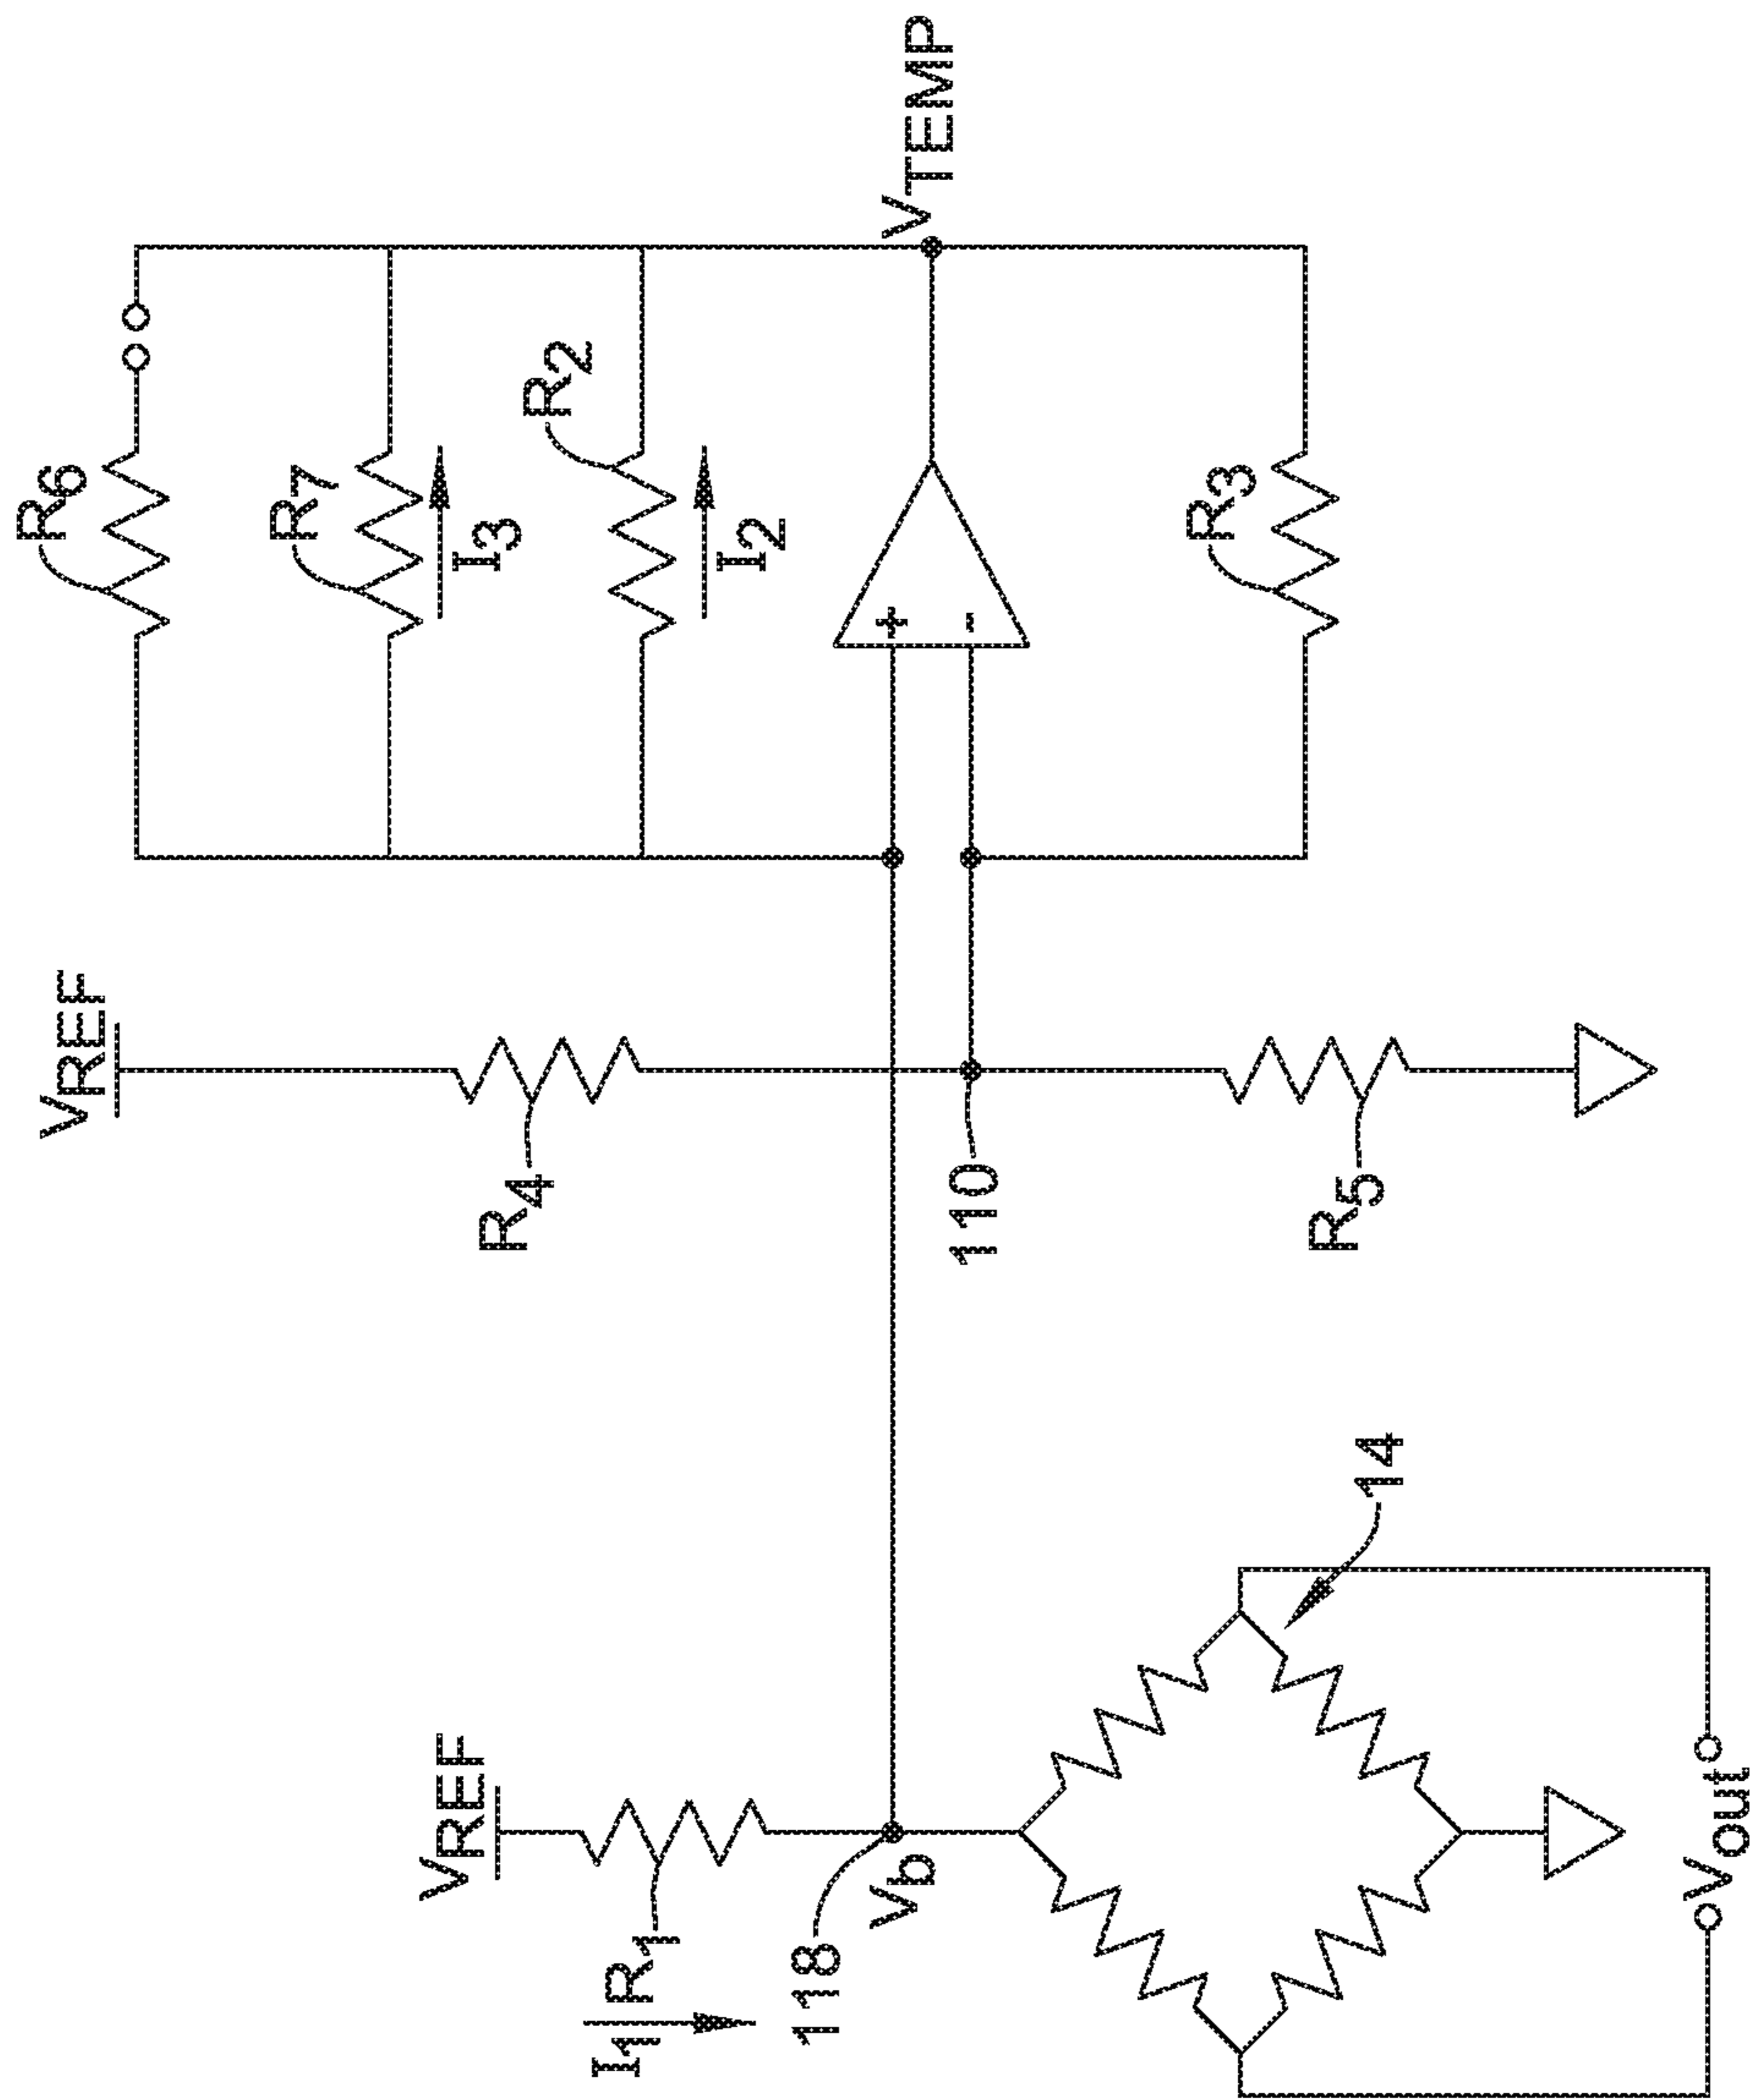 VREF
I1
R1
118
Vb
14
Vout
VREF
R4
110
R5
R6
R7
I3
R2
I2
+
-
R3
VTEMP